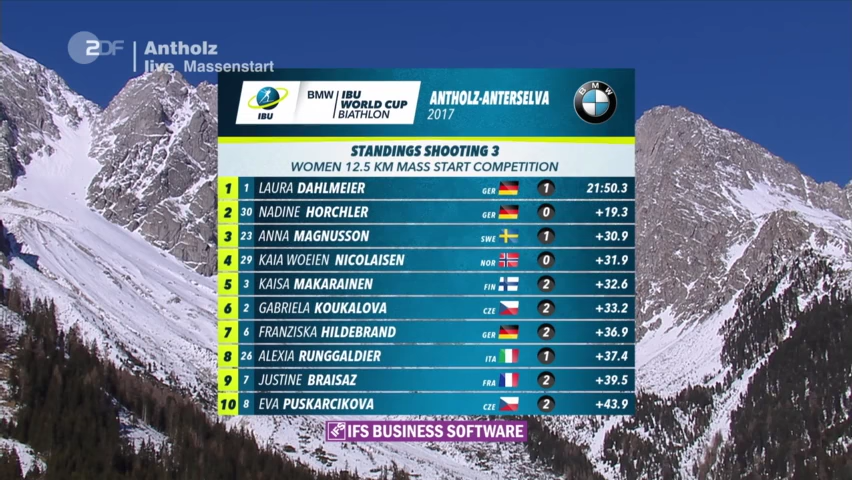 ZDF
Antholz
live Massenstart
IBU
BMW IBU WORLD CUP BIATHLON
ANTHOLZ-ANTERSELVA
2017
BMW
STANDINGS SHOOTING 3
WOMEN 12.5 KM MASS START COMPETITION
1 1 LAURA DAHLMEIER GER 1 21:50.3
2 30 NADINE HORCHLER GER 0 +19.3
3 23 ANNA MAGNUSSON SWE 1 +30.9
4 29 KAIA WOEIEN NICOLAISEN NOR 0 +31.9
5 3 KAISA MAKARAINEN FIN 2 +32.6
6 2 GABRIELA KOUKALOVA CZE 2 +33.2
7 6 FRANZISKA HILDEBRAND GER 2 +36.9
8 26 ALEXIA RUNGGALDIER ITA 1 +37.4
9 7 JUSTINE BRAISAZ FRA 2 +39.5
10 8 EVA PUSKARCIKOVA CZE 2 +43.9
IFS IFS BUSINESS SOFTWARE